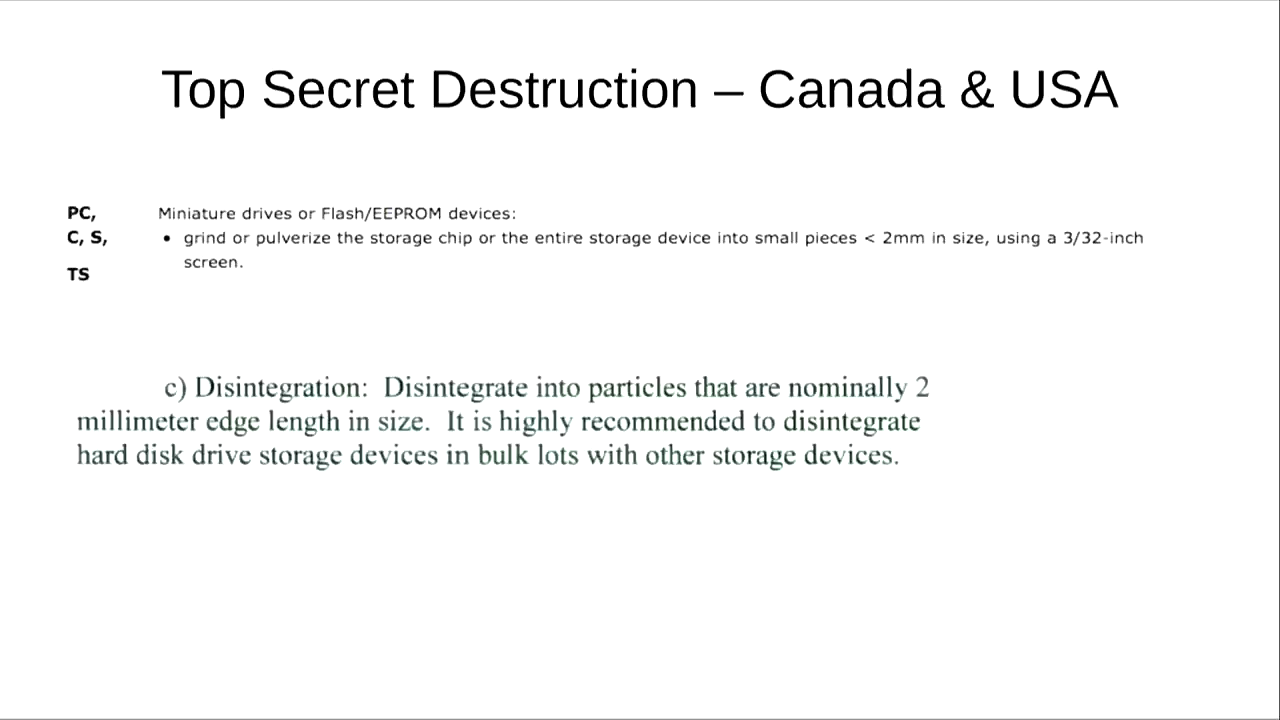 Top Secret Destruction – Canada & USA
PC, Miniature drives or Flash/EEPROM devices:
C, S, • grind or pulverize the storage chip or the entire storage device into small pieces < 2mm in size, using a 3/32-inch
screen.
TS
c) Disintegration: Disintegrate into particles that are nominally 2
millimeter edge length in size. It is highly recommended to disintegrate
hard disk drive storage devices in bulk lots with other storage devices.